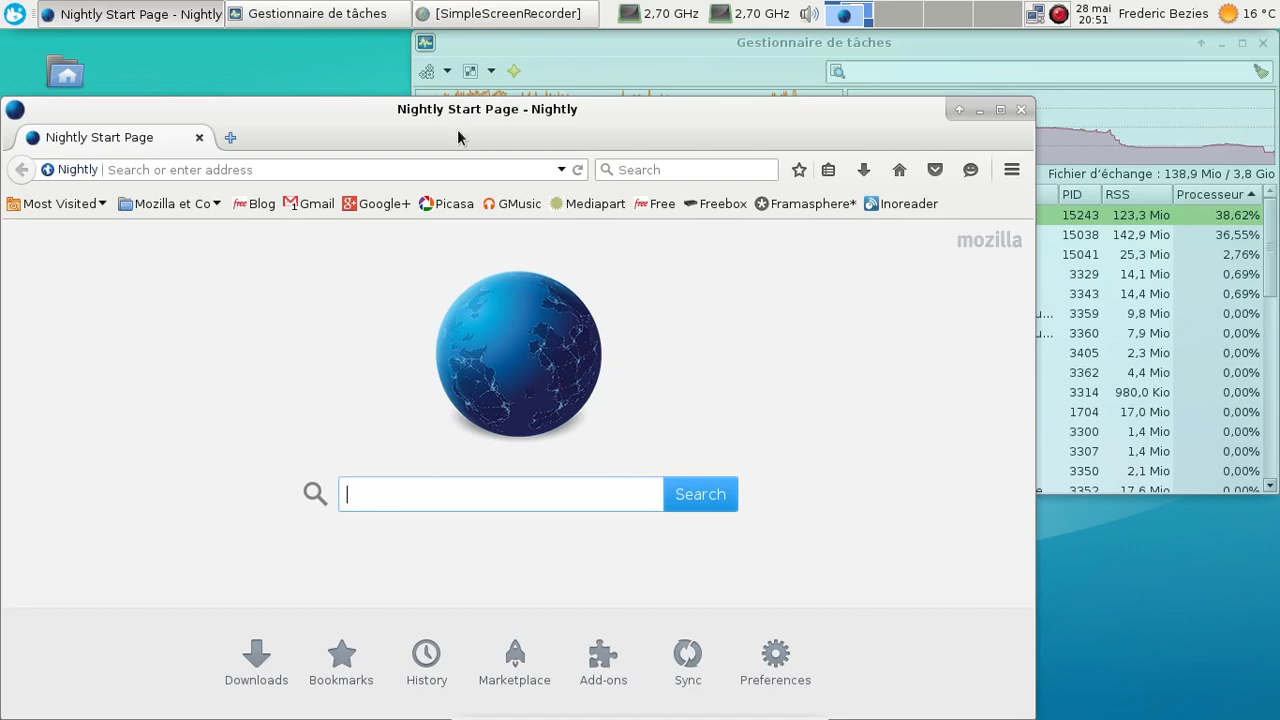 Nightly Start Page - Nightly
Gestionnaire de tâches
[SimpleScreenRecorder]
2,70 GHz
2,70 GHz
28 mai
20:51
Frederic Bezies
16 °C
Gestionnaire de tâches
Nightly Start Page - Nightly
Nightly Start Page
Nightly
Search or enter address
Search
Most Visited
Mozilla et Co
free Blog
Gmail
Google+
Picasa
GMusic
Mediapart
free Free
Freebox
Framasphere*
Inoreader
mozilla
Search
Downloads
Bookmarks
History
Marketplace
Add-ons
Sync
Preferences
Fichier d'échange : 138,9 Mio / 3,8 Gio
PID RSS Processeur
15243 123,3 Mio 38,62%
15038 142,9 Mio 36,55%
15041 25,3 Mio 2,76%
3329 14,1 Mio 0,69%
3343 14,4 Mio 0,69%
u... 3359 9,8 Mio 0,00%
u... 3360 7,9 Mio 0,00%
3405 2,3 Mio 0,00%
3362 4,4 Mio 0,00%
3314 980,0 Kio 0,00%
1704 17,0 Mio 0,00%
3300 1,4 Mio 0,00%
3307 1,4 Mio 0,00%
3350 2,1 Mio 0,00%
e 3352 17,6 Mio 0,00%